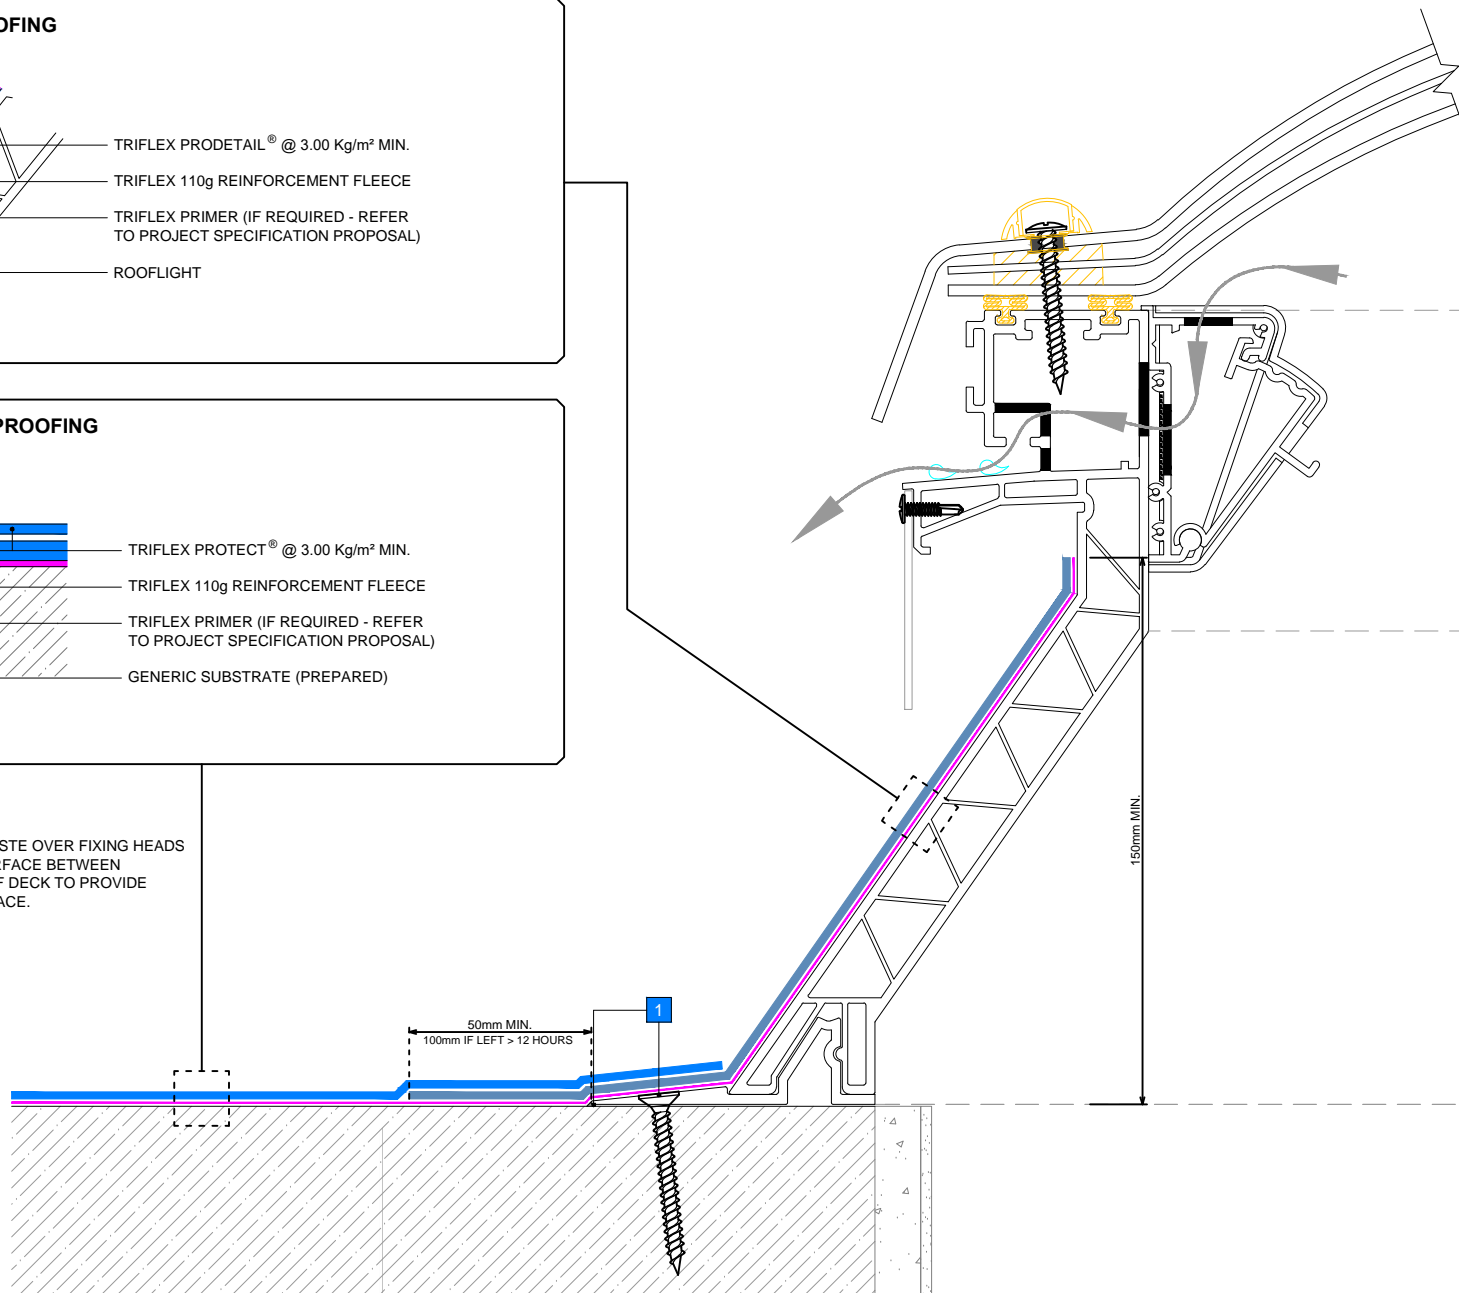 OFING
TRIFLEX PRODETAIL® @ 3.00 Kg/m² MIN.
TRIFLEX 110g REINFORCEMENT FLEECE
TRIFLEX PRIMER (IF REQUIRED - REFER
TO PROJECT SPECIFICATION PROPOSAL)
ROOFLIGHT
PROOFING
TRIFLEX PROTECT® @ 3.00 Kg/m² MIN.
TRIFLEX 110g REINFORCEMENT FLEECE
TRIFLEX PRIMER (IF REQUIRED - REFER
TO PROJECT SPECIFICATION PROPOSAL)
GENERIC SUBSTRATE (PREPARED)
STE OVER FIXING HEADS
RFACE BETWEEN
F DECK TO PROVIDE
ACE.
150mm MIN.
1
50mm MIN.
100mm IF LEFT > 12 HOURS